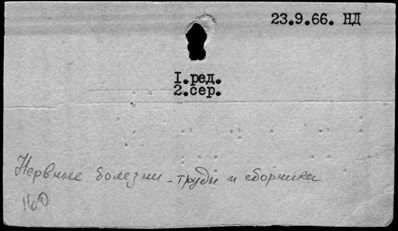 23.9.66. НД
I.ред.
2.сер.
Нервные болезни - труды и сборники
160